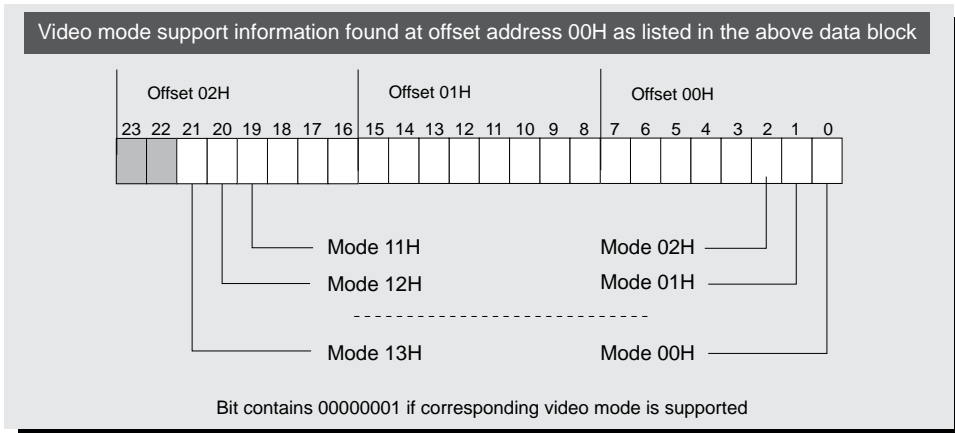 Video mode support information found at offset address 00H as listed in the above data block
Offset 02H Offset 01H Offset 00H
23 22 21 20 19 18 17 16 15 14 13 12 11 10 9 8 7 6 5 4 3 2 1 0
Mode 11H Mode 02H
Mode 12H Mode 01H
Mode 13H Mode 00H
Bit contains 00000001 if corresponding video mode is supported